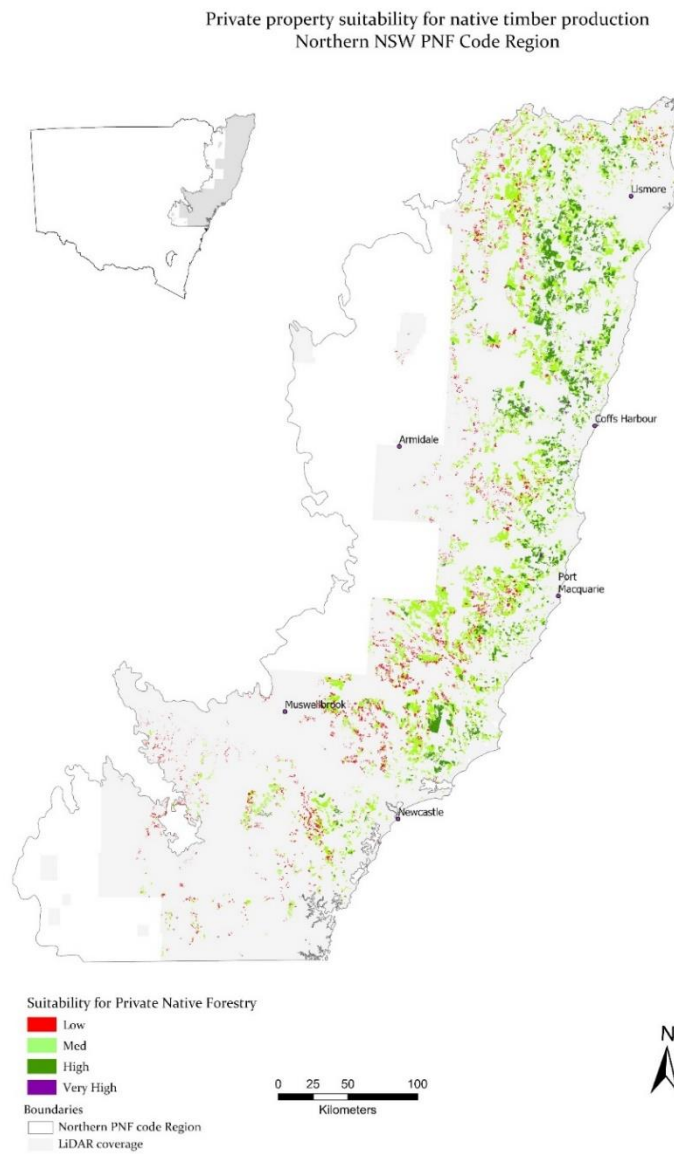 Private property suitability for native timber production
Northern NSW PNF Code Region
Lismore
Coffs Harbour
Armidale
Port
Macquarie
Muswellbrook
Newcastle
Suitability for Private Native Forestry
Low
Med
High
Very High
Boundaries
Northern PNF code Region
LiDAR coverage
0 25 50 100
Kilometers
N